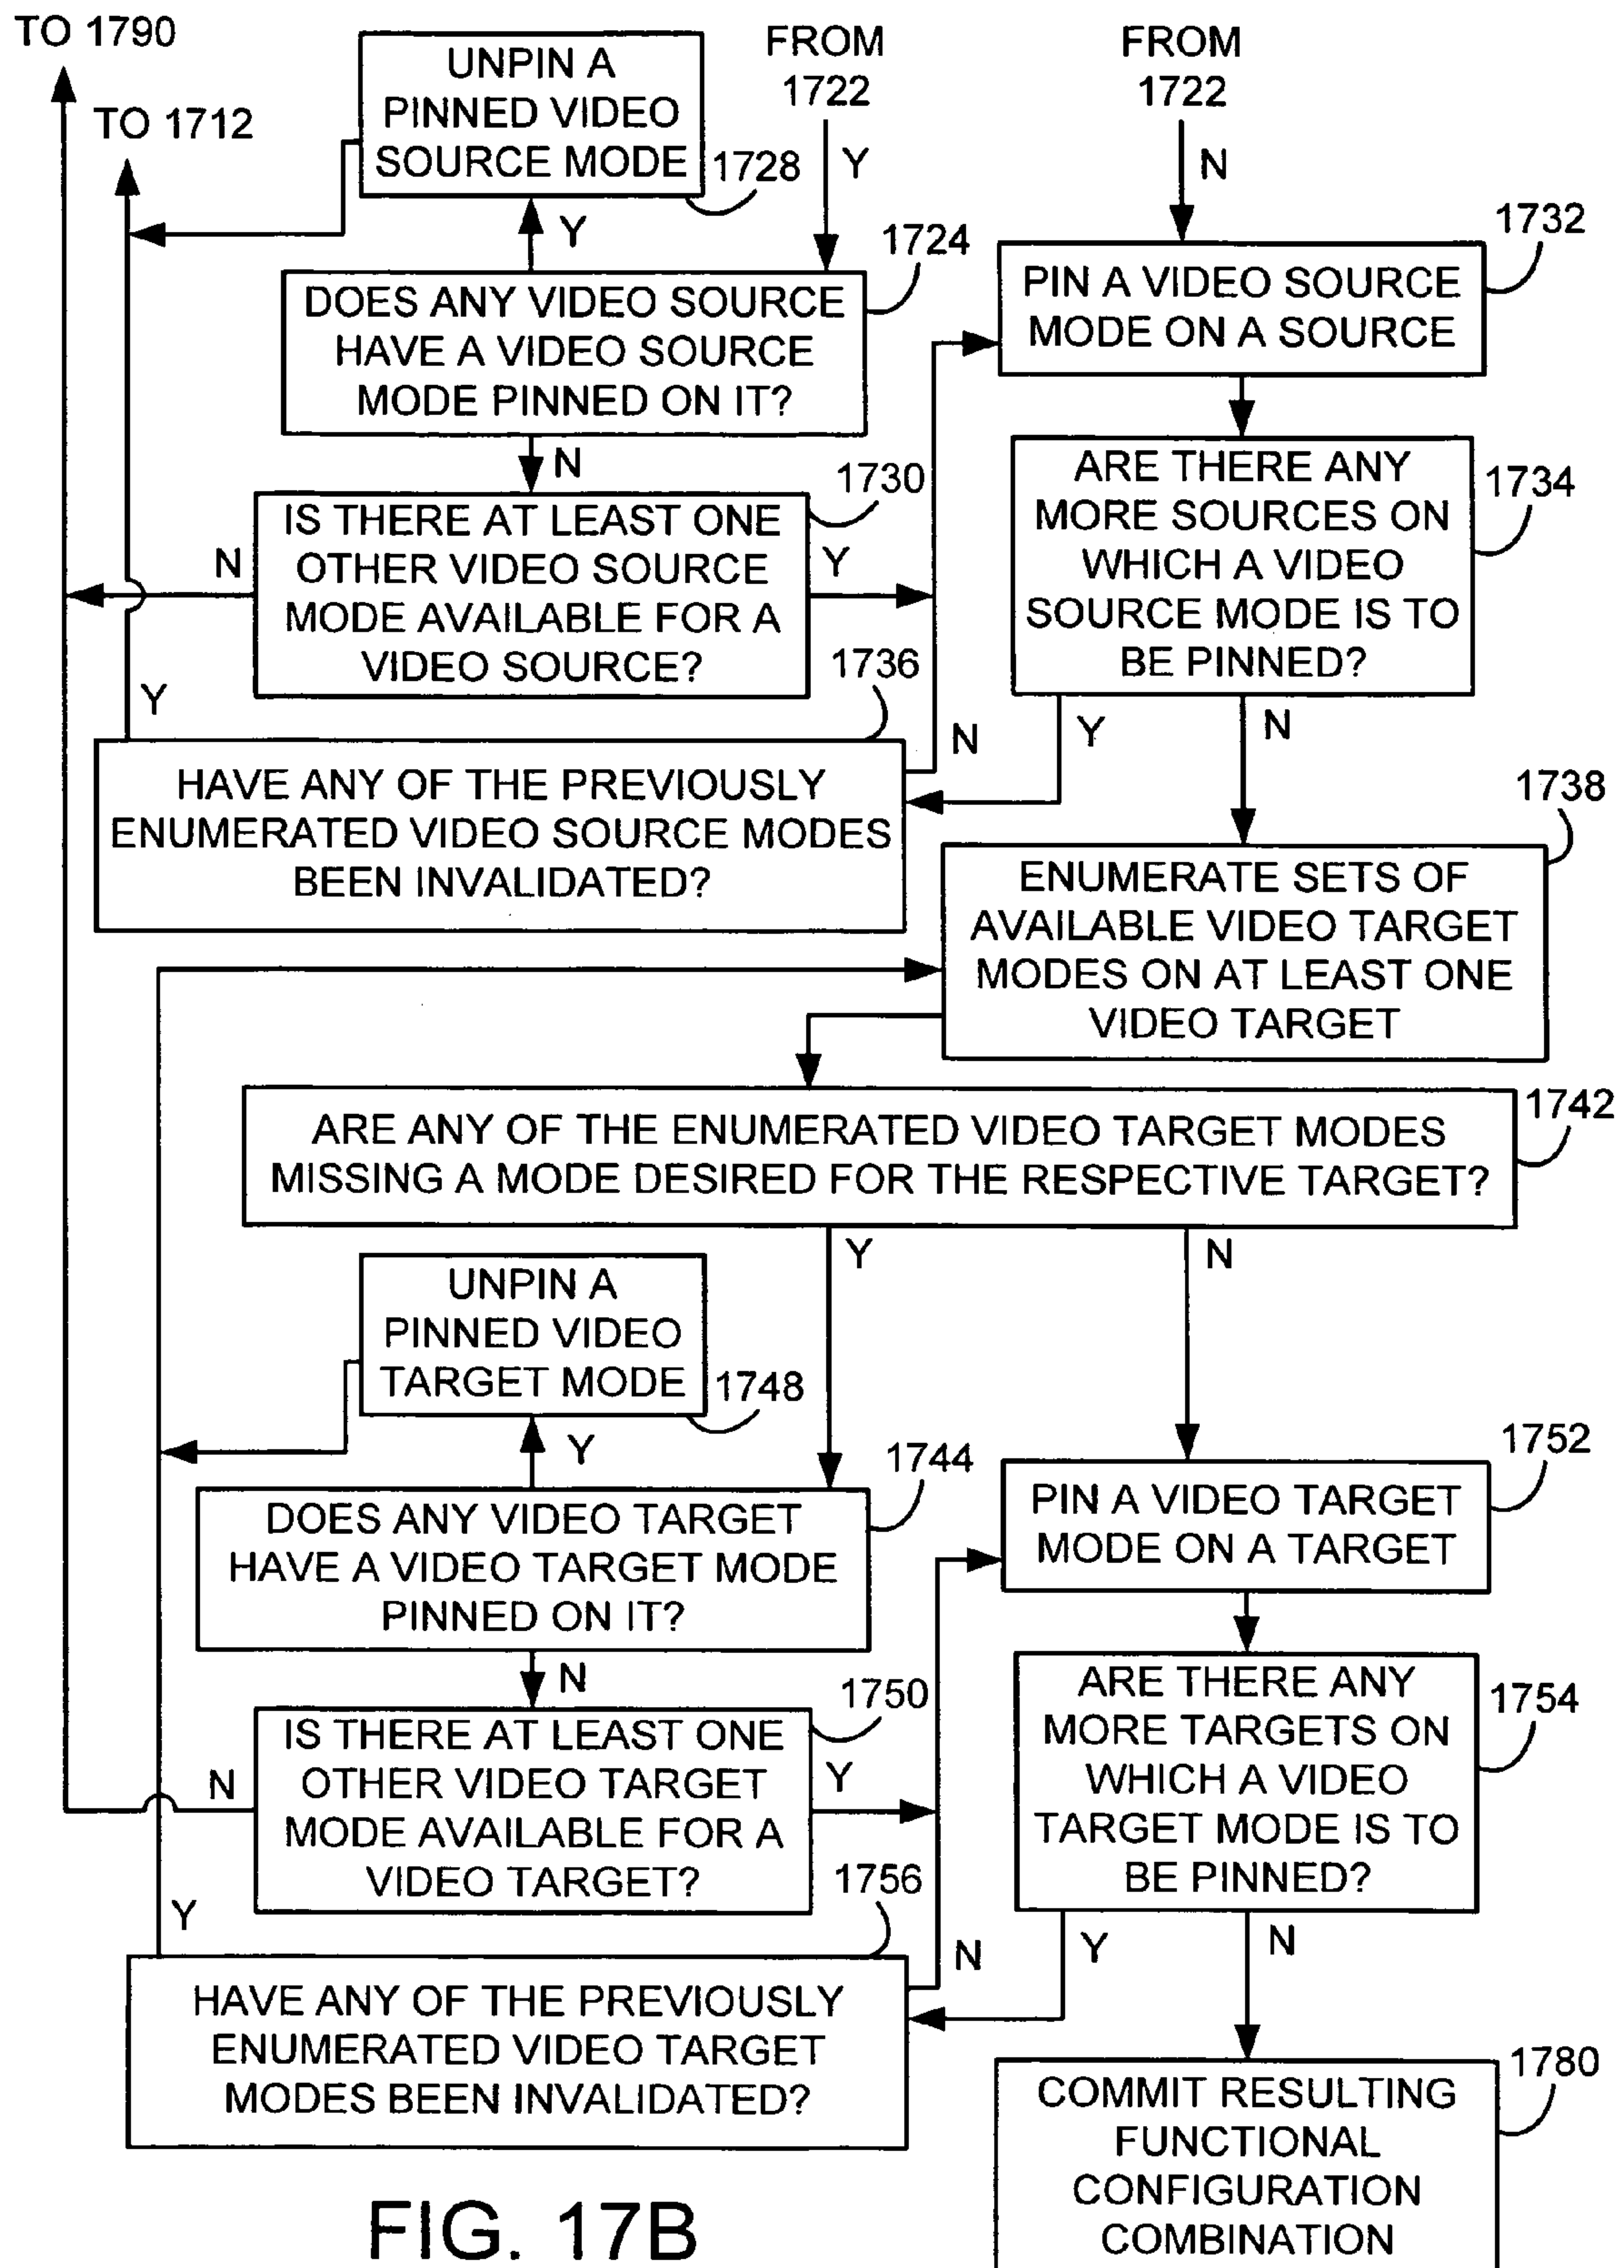 TO 1790
TO 1712
UNPIN A
PINNED VIDEO
SOURCE MODE
1728
FROM
1722
Y
FROM
1722
N
Y
1724
DOES ANY VIDEO SOURCE
HAVE A VIDEO SOURCE
MODE PINNED ON IT?
1732
PIN A VIDEO SOURCE
MODE ON A SOURCE
N
1730
IS THERE AT LEAST ONE
OTHER VIDEO SOURCE
MODE AVAILABLE FOR A
VIDEO SOURCE?
N
Y
1734
ARE THERE ANY
MORE SOURCES ON
WHICH A VIDEO
SOURCE MODE IS TO
BE PINNED?
1736
Y
N
Y
N
HAVE ANY OF THE PREVIOUSLY
ENUMERATED VIDEO SOURCE MODES
BEEN INVALIDATED?
1738
ENUMERATE SETS OF
AVAILABLE VIDEO TARGET
MODES ON AT LEAST ONE
VIDEO TARGET
1742
ARE ANY OF THE ENUMERATED VIDEO TARGET MODES
MISSING A MODE DESIRED FOR THE RESPECTIVE TARGET?
Y
N
UNPIN A
PINNED VIDEO
TARGET MODE
1748
Y
1744
DOES ANY VIDEO TARGET
HAVE A VIDEO TARGET MODE
PINNED ON IT?
1752
PIN A VIDEO TARGET
MODE ON A TARGET
N
1750
IS THERE AT LEAST ONE
OTHER VIDEO TARGET
MODE AVAILABLE FOR A
VIDEO TARGET?
N
Y
1754
ARE THERE ANY
MORE TARGETS ON
WHICH A VIDEO
TARGET MODE IS TO
BE PINNED?
1756
Y
N
Y
N
HAVE ANY OF THE PREVIOUSLY
ENUMERATED VIDEO TARGET
MODES BEEN INVALIDATED?
1780
COMMIT RESULTING
FUNCTIONAL
CONFIGURATION
COMBINATION
FIG. 17B